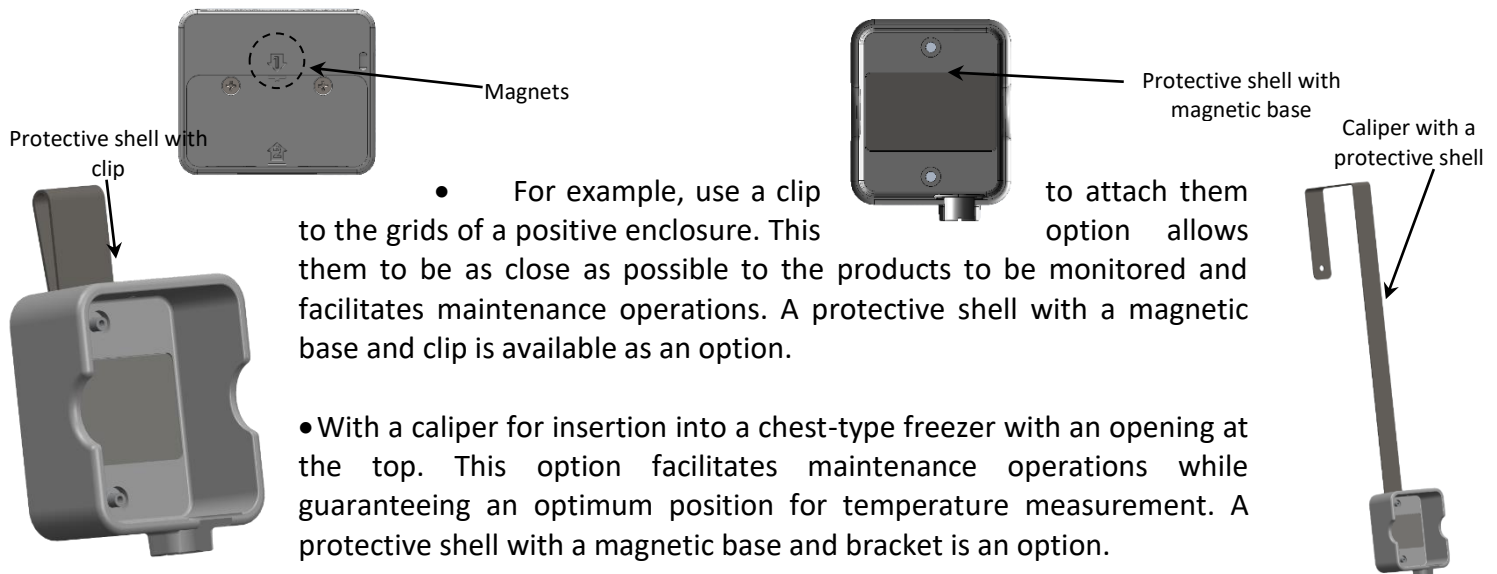 Magnets
Protective shell with
magnetic base
Protective shell with
clip
Caliper with a
protective shell
• For example, use a clip to attach them
to the grids of a positive enclosure. This option allows
them to be as close as possible to the products to be monitored and
facilitates maintenance operations. A protective shell with a magnetic
base and clip is available as an option.
•With a caliper for insertion into a chest-type freezer with an opening at
the top. This option facilitates maintenance operations while
guaranteeing an optimum position for temperature measurement. A
protective shell with a magnetic base and bracket is an option.